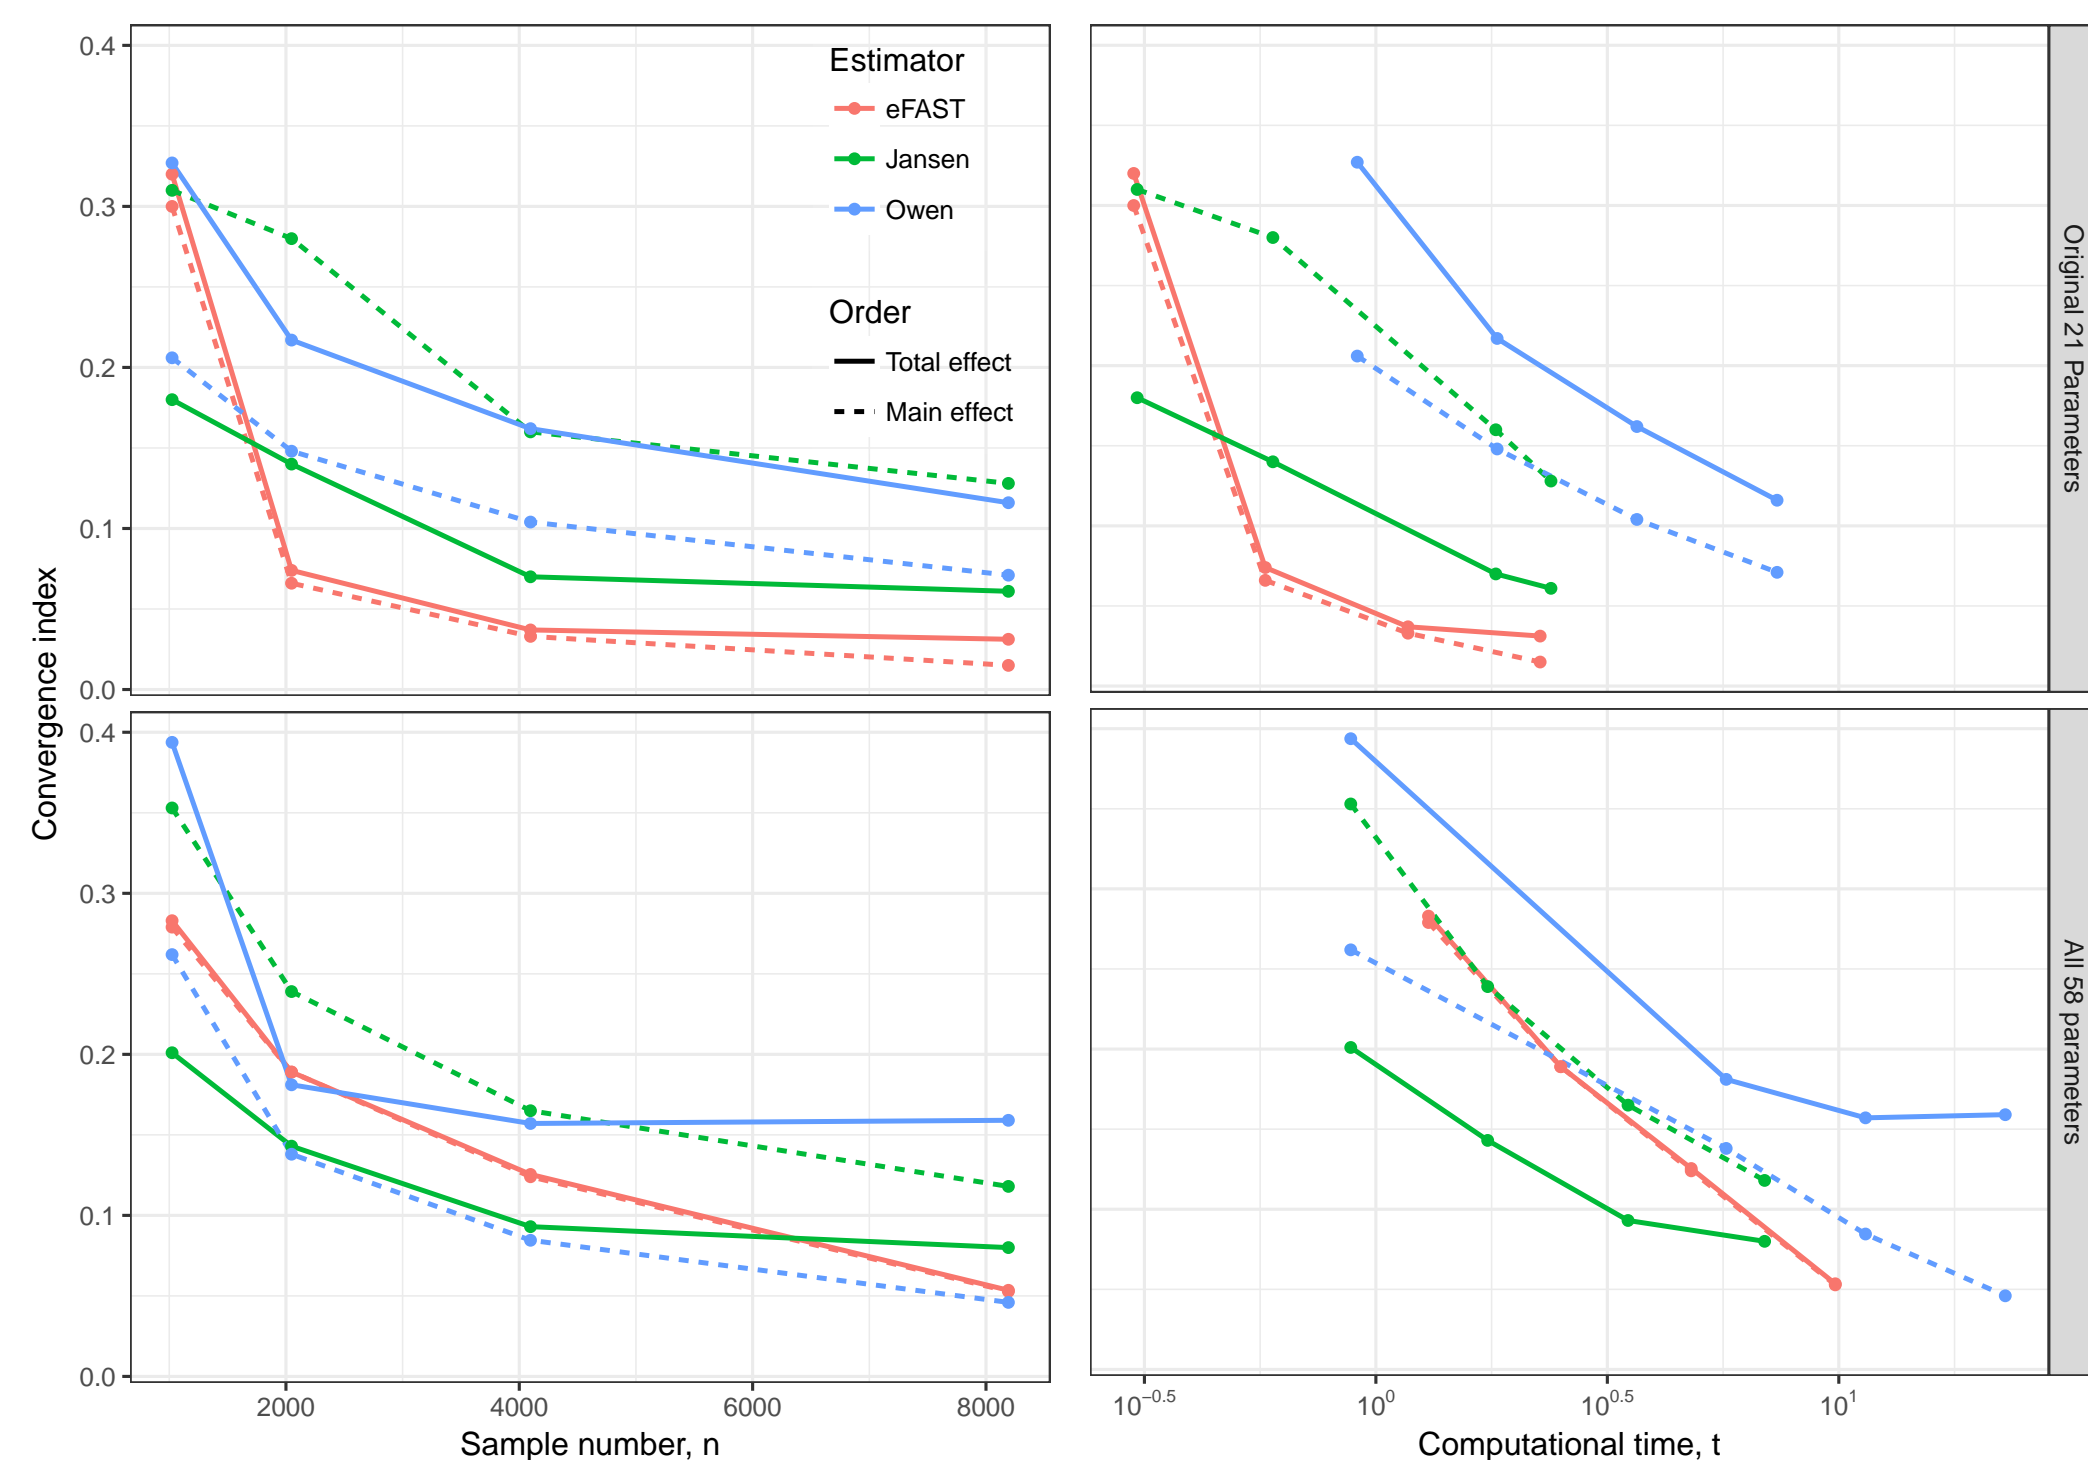 Convergence index
0.4
0.3
0.2
0.1
0.0
Estimator
eFAST
Jansen
Owen
Order
Total effect
Main effect
Original 21 Parameters
0.4
0.3
0.2
0.1
0.0
All 58 parameters
2000 4000 6000 8000
10^−0.5 10^0 10^0.5 10^1
Sample number, n
Computational time, t